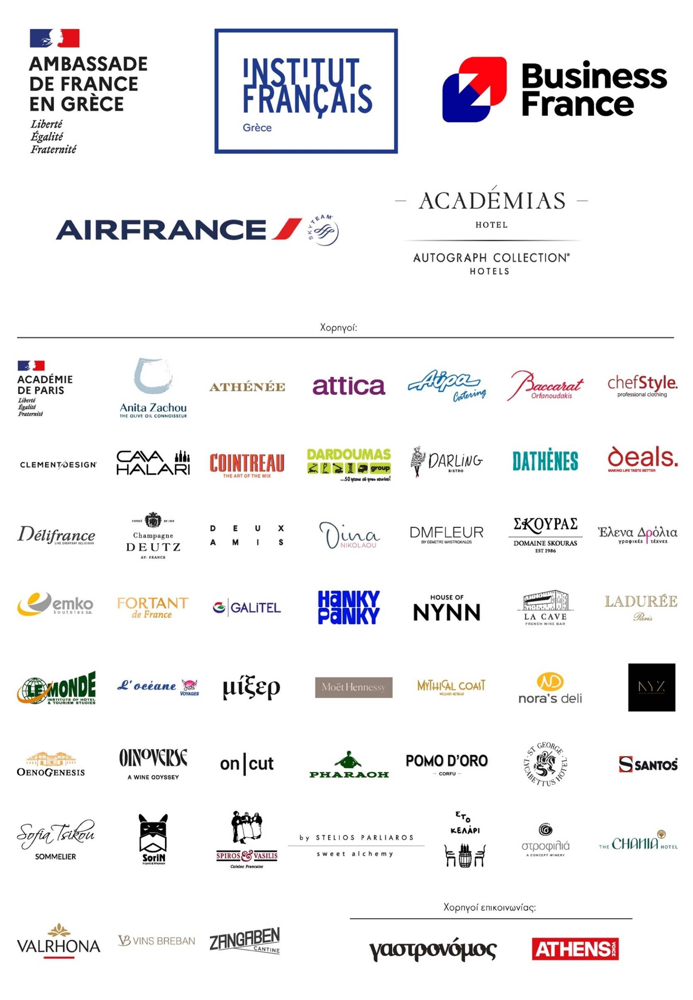 AMBASSADE
DE FRANCE
EN GRÈCE
Liberté
Égalité
Fraternité
INSTITUT
FRANÇAIS
Grèce
Business
France
AIRFRANCE
SKYTEAM
ACADÉMIAS
HOTEL
AUTOGRAPH COLLECTION®
HOTELS
Χορηγοί:
ACADÉMIE
DE PARIS
Liberté
Égalité
Fraternité
Anita Zachou
THE OLIVE OIL CONNOISSEUR
ATHÉNÉE
attica
Αύρα
Catering
Baccarat
Orfanoudakis
chefStyle.
professional clothing
CLEMENT DESIGN
CAVA
HALARI
COINTREAU
THE ART OF THE MIX
DARDOUMAS
group
...50 years at your service!
DARLiNG
BISTRO
DATHÈNES
deals.
MAKING LIFE TASTE BETTER
Délifrance
LIVE EVERYDAY DELICIOUS
FONDÉ EN 1838
Champagne
DEUTZ
AY- FRANCE
DEUX
AMIS
Dina
NIKOLAOU
DMFLEUR
BY DIMITRI MASTROKALOS
ΣΚΟΥΡΑΣ
DOMAINE SKOURAS
EST 1986
Έλενα Δρόλια
γραφικές τέχνες
emko
koutelas s.a.
FORTANT
de France
GALiTEL
HaNKY
PaNKY
HOUSE OF
NYNN
LA CAVE
FRENCH WINE BAR
LADURÉE
Paris
LE MONDE
INSTITUTE OF HOTEL
& TOURISM STUDIES
L'océane
VOYAGES
μίξερ
Moët Hennessy
MYTHICAL COAST
WELLNESS RETREAT
ND
nora's deli
NYX
OENOGENESIS
OINOVERSE
A WINE ODYSSEY
on|cut
PHARAOH
POMO D'ORO
CORFU
ST GEORGE
LYCABETTUS HOTEL
S SANTOS®
Sofia Tsikou
SOMMELIER
SoriN
Imports & Wholesale
SPIROS & VASILIS
Cuisine Francaise
by STELIOS PARLIAROS
sweet alchemy
ΣΤΟ
ΚΕΛΆΡΙ
στροφιλιά
A CONCEPT WINERY
THE CHANIA HOTEL
VALRHONA
VB VINS BREBAN
ZANGABEN
CANTINE
Χορηγοί επικοινωνίας:
γαστρονόμος
ATHENS VOICE